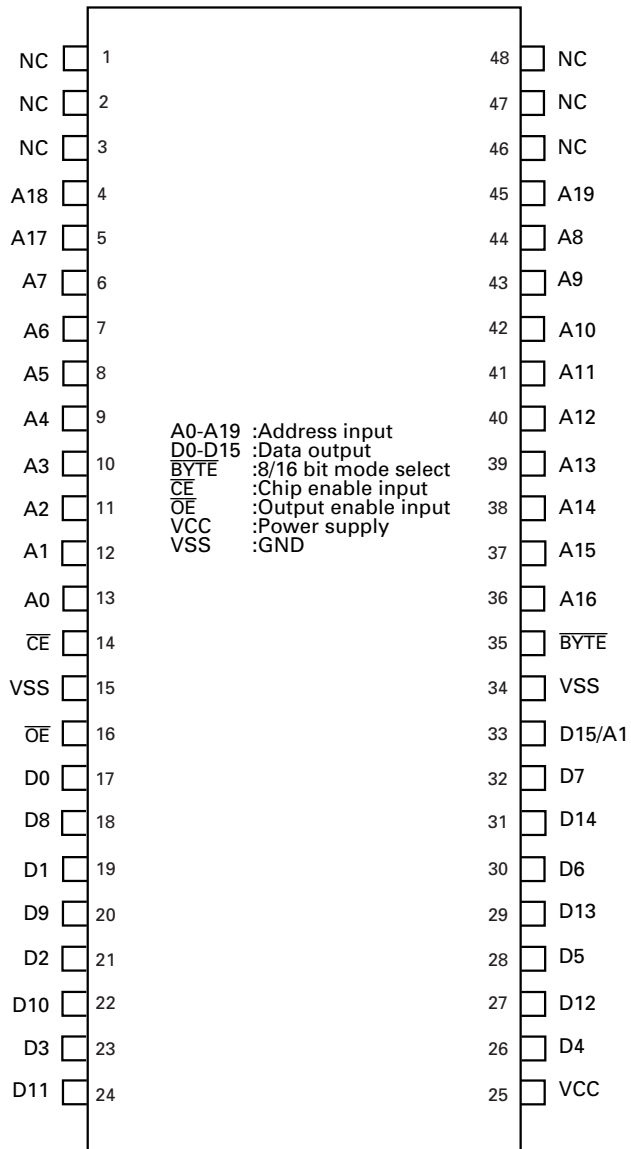 NC 1 48 NC
NC 2 47 NC
NC 3 46 NC
A18 4 45 A19
A17 5 44 A8
A7 6 43 A9
A6 7 42 A10
A5 8 41 A11
A4 9 40 A12
A3 10 39 A13
A2 11 38 A14
A1 12 37 A15
A0 13 36 A16
C̅E̅ 14 35 B̅Y̅T̅E̅
VSS 15 34 VSS
O̅E̅ 16 33 D15/A1
D0 17 32 D7
D8 18 31 D14
D1 19 30 D6
D9 20 29 D13
D2 21 28 D5
D10 22 27 D12
D3 23 26 D4
D11 24 25 VCC
A0-A19 :Address input
D0-D15 :Data output
B̅Y̅T̅E̅ :8/16 bit mode select
C̅E̅ :Chip enable input
O̅E̅ :Output enable input
VCC :Power supply
VSS :GND